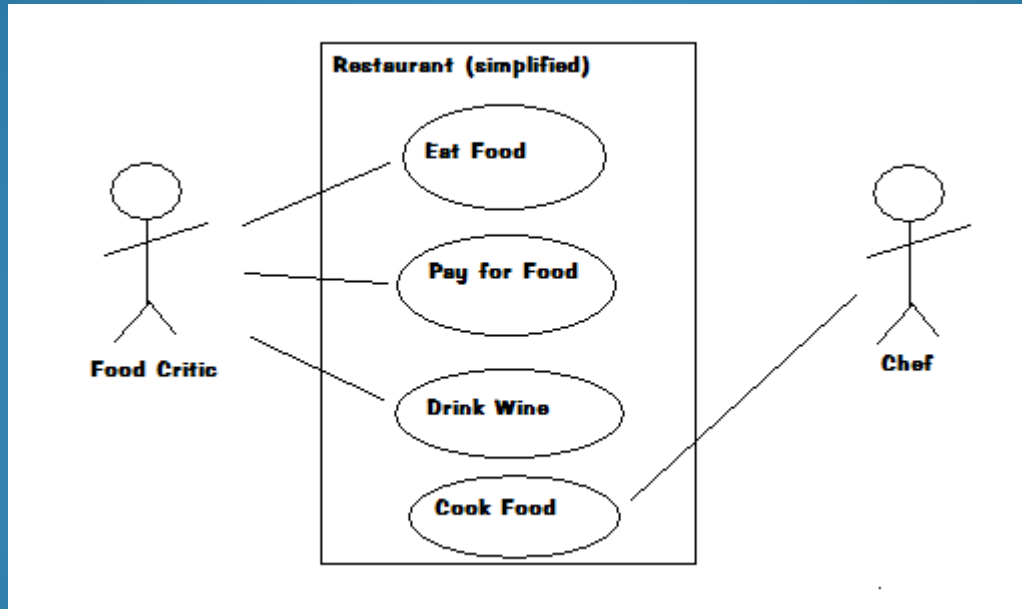 Restaurant (simplified)
Eat Food
Pay for Food
Food Critic
Chef
Drink Wine
Cook Food